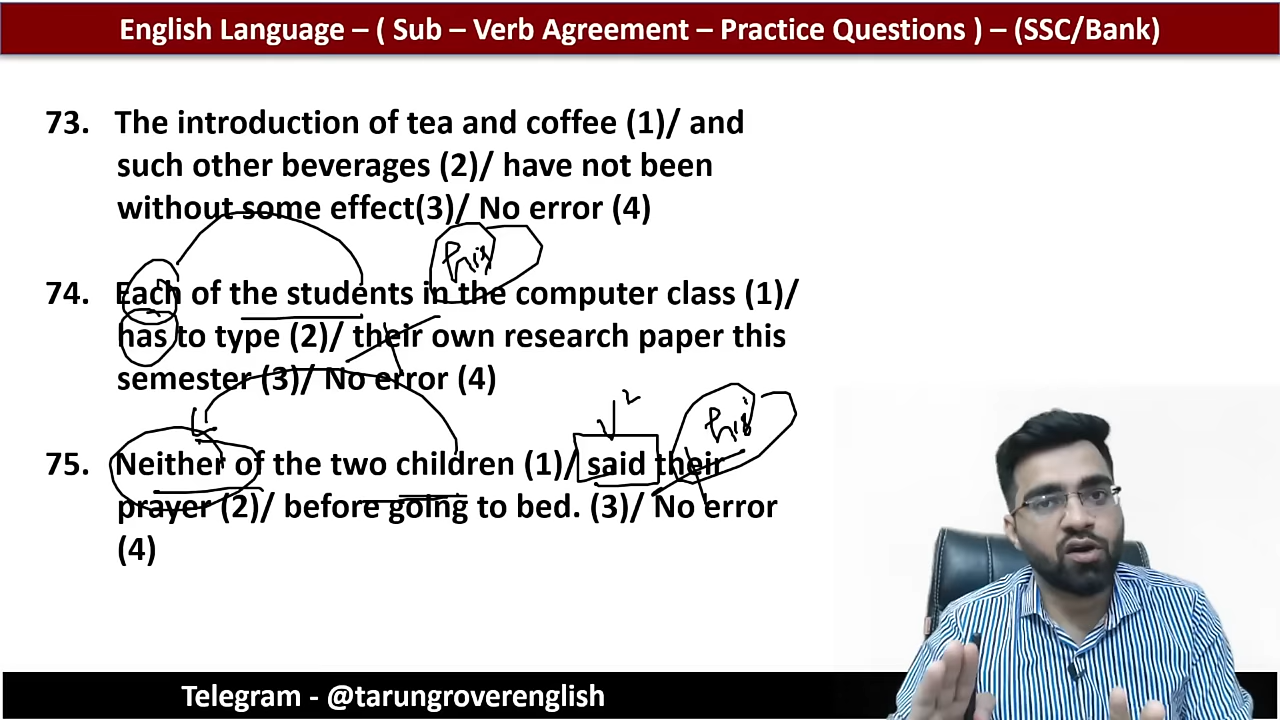 English Language – ( Sub – Verb Agreement – Practice Questions ) – (SSC/Bank)
73. The introduction of tea and coffee (1)/ and
such other beverages (2)/ have not been
without some effect(3)/ No error (4)
his
74. Each of the students in the computer class (1)/
has to type (2)/ their own research paper this
semester (3)/ No error (4)
2
his
75. Neither of the two children (1)/ said their
prayer (2)/ before going to bed. (3)/ No error
(4)
Telegram - @tarungroverenglish